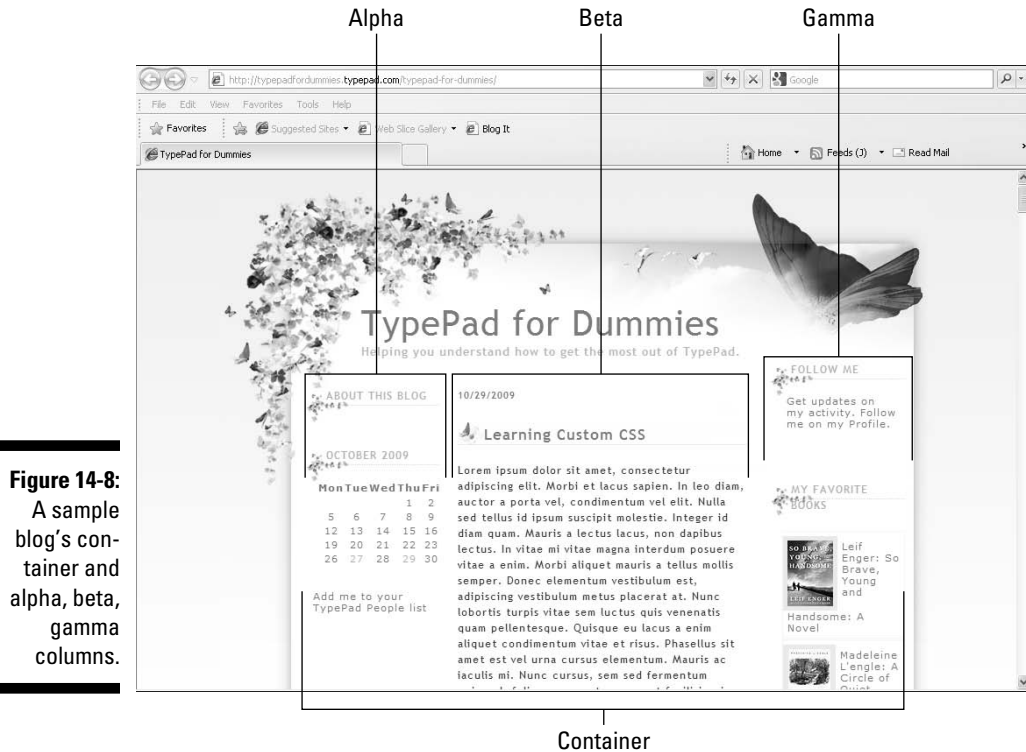 Alpha
Beta
Gamma
http://typepadfordummies.typepad.com/typepad-for-dummies/
Google
File Edit View Favorites Tools Help
Favorites
Suggested Sites
Web Slice Gallery
Blog It
TypePad for Dummies
Home
Feeds (J)
Read Mail
TypePad for Dummies
Helping you understand how to get the most out of TypePad.
ABOUT THIS BLOG
OCTOBER 2009
Mon Tue Wed Thu Fri
1 2
5 6 7 8 9
12 13 14 15 16
19 20 21 22 23
26 27 28 29 30
Add me to your
TypePad People list
10/29/2009
Learning Custom CSS
Lorem ipsum dolor sit amet, consectetur
adipiscing elit. Morbi et lacus sapien. In leo diam,
auctor a porta vel, condimentum vel elit. Nulla
sed tellus id ipsum suscipit molestie. Integer id
diam quam. Mauris a lectus lacus, non dapibus
lectus. In vitae mi vitae magna interdum posuere
vitae a enim. Morbi aliquet mauris a tellus mollis
semper. Donec elementum vestibulum est,
adipiscing vestibulum metus placerat at. Nunc
lobortis turpis vitae sem luctus quis venenatis
quam pellentesque. Quisque eu lacus a enim
aliquet condimentum vitae et risus. Phasellus sit
amet est vel urna cursus elementum. Mauris ac
iaculis mi. Nunc cursus, sem sed fermentum
FOLLOW ME
Get updates on
my activity. Follow
me on my Profile.
MY FAVORITE
BOOKS
SO BRAVE,
YOUNG,
HANDSOME
LEIF ENGER
Leif
Enger: So
Brave,
Young
and
Handsome: A
Novel
Madeleine
L'engle: A
Circle of
Quiet
Container
Figure 14-8:
A sample
blog's con-
tainer and
alpha, beta,
gamma
columns.